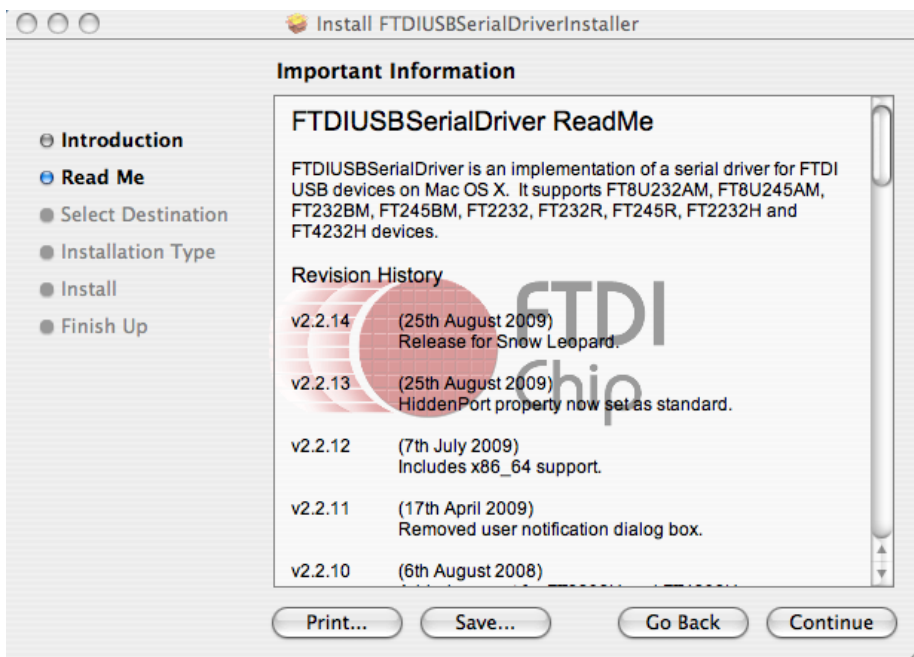 Install FTDIUSBSerialDriverInstaller
Important Information
Introduction
Read Me
Select Destination
Installation Type
Install
Finish Up
FTDIUSBSerialDriver ReadMe
FTDIUSBSerialDriver is an implementation of a serial driver for FTDI
USB devices on Mac OS X. It supports FT8U232AM, FT8U245AM,
FT232BM, FT245BM, FT2232, FT232R, FT245R, FT2232H and
FT4232H devices.
Revision History
FTDI
Chip
v2.2.14 (25th August 2009)
Release for Snow Leopard.
v2.2.13 (25th August 2009)
HiddenPort property now set as standard.
v2.2.12 (7th July 2009)
Includes x86_64 support.
v2.2.11 (17th April 2009)
Removed user notification dialog box.
v2.2.10 (6th August 2008)
Print... Save... Go Back Continue